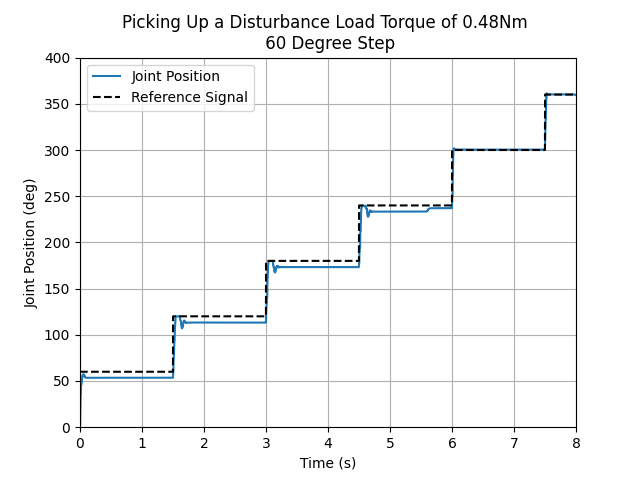 Picking Up a Disturbance Load Torque of 0.48Nm
60 Degree Step
Joint Position
Reference Signal
400
350
300
250
200
150
100
50
0
Joint Position (deg)
0 1 2 3 4 5 6 7 8
Time (s)